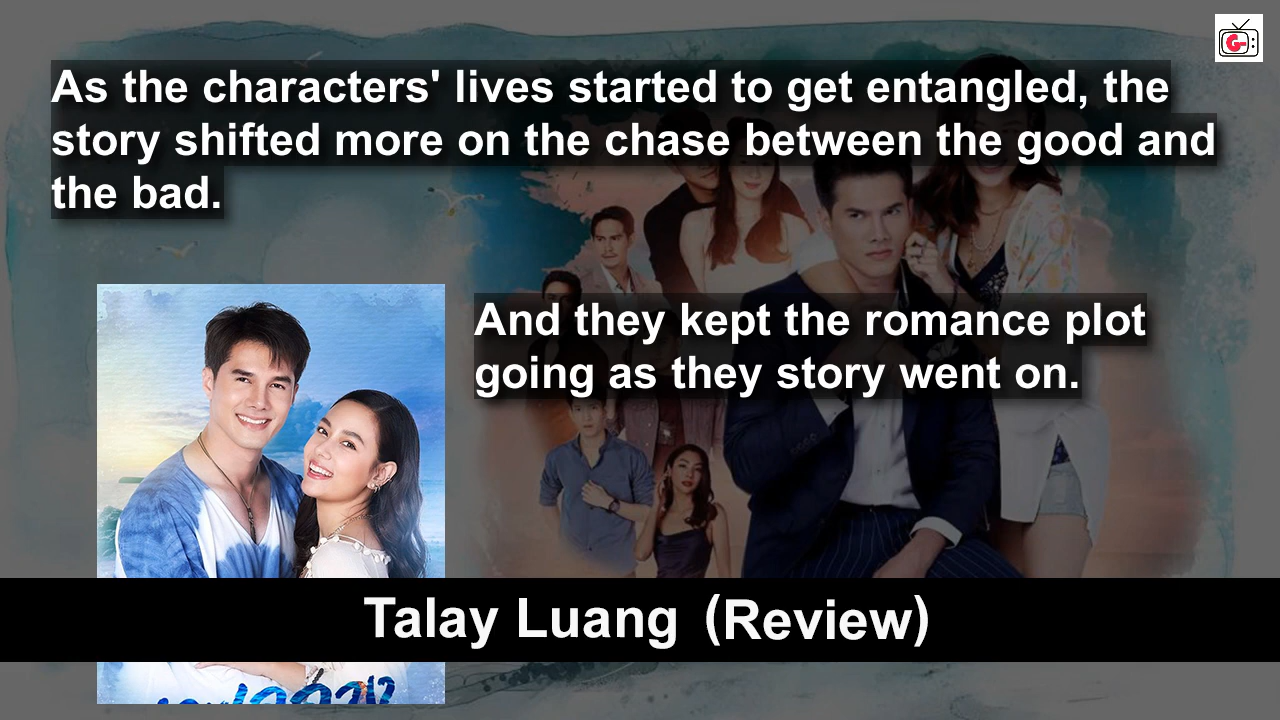 As the characters' lives started to get entangled, the
story shifted more on the chase between the good and
the bad.
And they kept the romance plot
going as they story went on.
Talay Luang (Review)